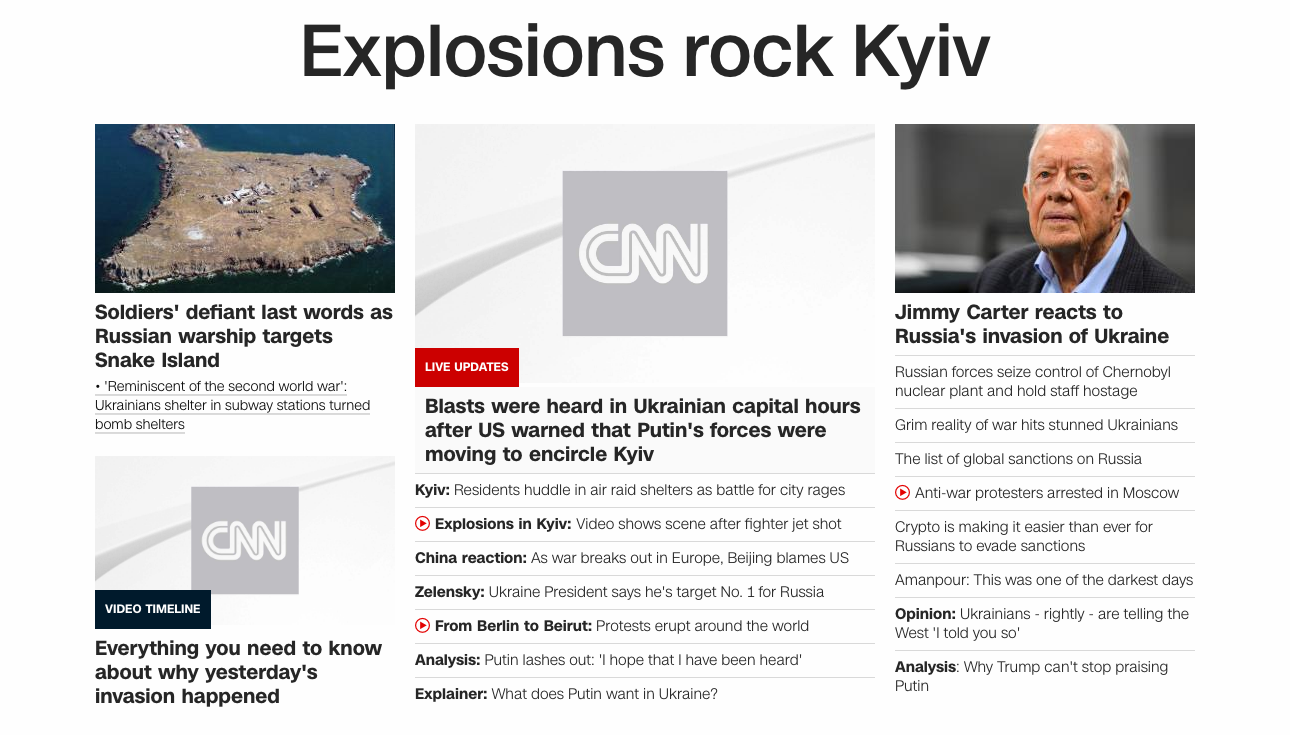 Explosions rock Kyiv
Soldiers' defiant last words as
Russian warship targets
Snake Island
• 'Reminiscent of the second world war':
Ukrainians shelter in subway stations turned
bomb shelters
CNN
VIDEO TIMELINE
Everything you need to know
about why yesterday's
invasion happened
CNN
LIVE UPDATES
Blasts were heard in Ukrainian capital hours
after US warned that Putin's forces were
moving to encircle Kyiv
Kyiv: Residents huddle in air raid shelters as battle for city rages
Explosions in Kyiv: Video shows scene after fighter jet shot
China reaction: As war breaks out in Europe, Beijing blames US
Zelensky: Ukraine President says he's target No. 1 for Russia
From Berlin to Beirut: Protests erupt around the world
Analysis: Putin lashes out: 'I hope that I have been heard'
Explainer: What does Putin want in Ukraine?
Jimmy Carter reacts to
Russia's invasion of Ukraine
Russian forces seize control of Chernobyl
nuclear plant and hold staff hostage
Grim reality of war hits stunned Ukrainians
The list of global sanctions on Russia
Anti-war protesters arrested in Moscow
Crypto is making it easier than ever for
Russians to evade sanctions
Amanpour: This was one of the darkest days
Opinion: Ukrainians - rightly - are telling the
West 'I told you so'
Analysis: Why Trump can't stop praising
Putin